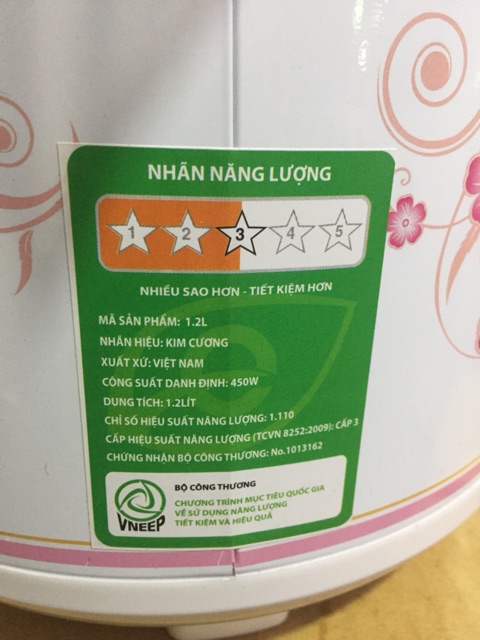 NHÃN NĂNG LƯỢNG
1 2 3 4 5
NHIỀU SAO HƠN - TIẾT KIỆM HƠN
MÃ SẢN PHẨM: 1.2L
NHÃN HIỆU: KIM CƯƠNG
XUẤT XỨ: VIỆT NAM
CÔNG SUẤT DANH ĐỊNH: 450W
DUNG TÍCH: 1.2LÍT
CHỈ SỐ HIỆU SUẤT NĂNG LƯỢNG: 1.110
CẤP HIỆU SUẤT NĂNG LƯỢNG (TCVN 8252:2009): CẤP 3
CHỨNG NHẬN BỘ CÔNG THƯƠNG: No.1013162
BỘ CÔNG THƯƠNG
CHƯƠNG TRÌNH MỤC TIÊU QUỐC GIA
VỀ SỬ DỤNG NĂNG LƯỢNG
TIẾT KIỆM VÀ HIỆU QUẢ
VNEEP